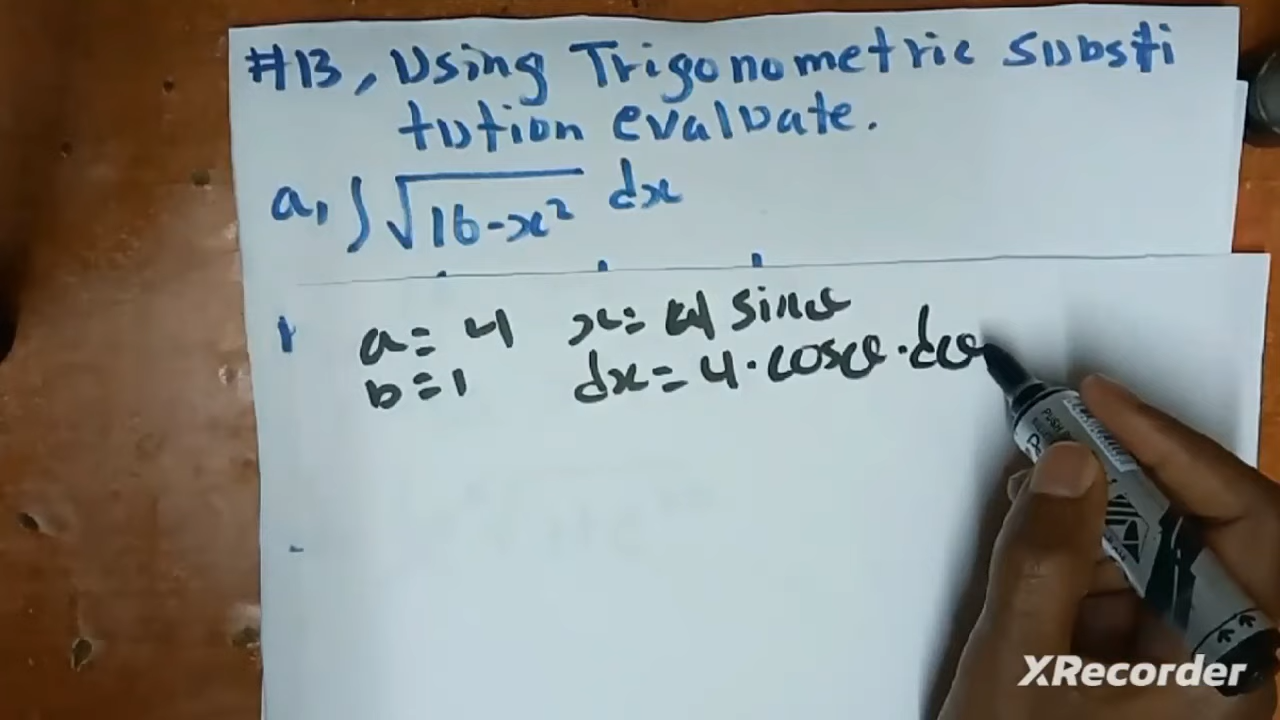 #13, Using Trigonometric Substi
tution evaluate.
a, ∫√16-x² dx
a = 4 x = 4 sinθ
b = 1 dx = 4 · cosθ · dθ
XRecorder